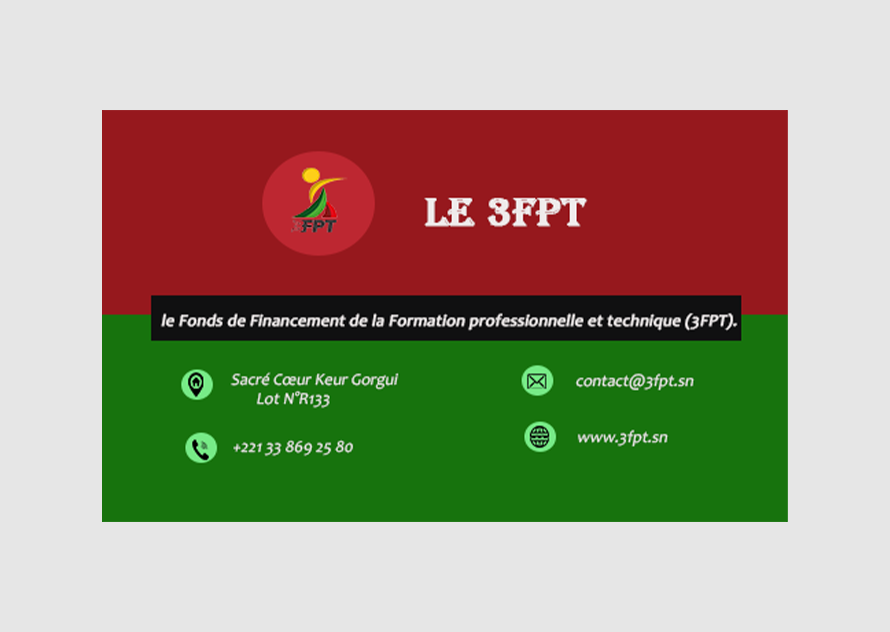 3FPT
LE 3FPT
le Fonds de Financement de la Formation professionnelle et technique (3FPT).
Sacré Cœur Keur Gorgui
Lot N°R133
contact@3fpt.sn
+221 33 869 25 80
www.3fpt.sn